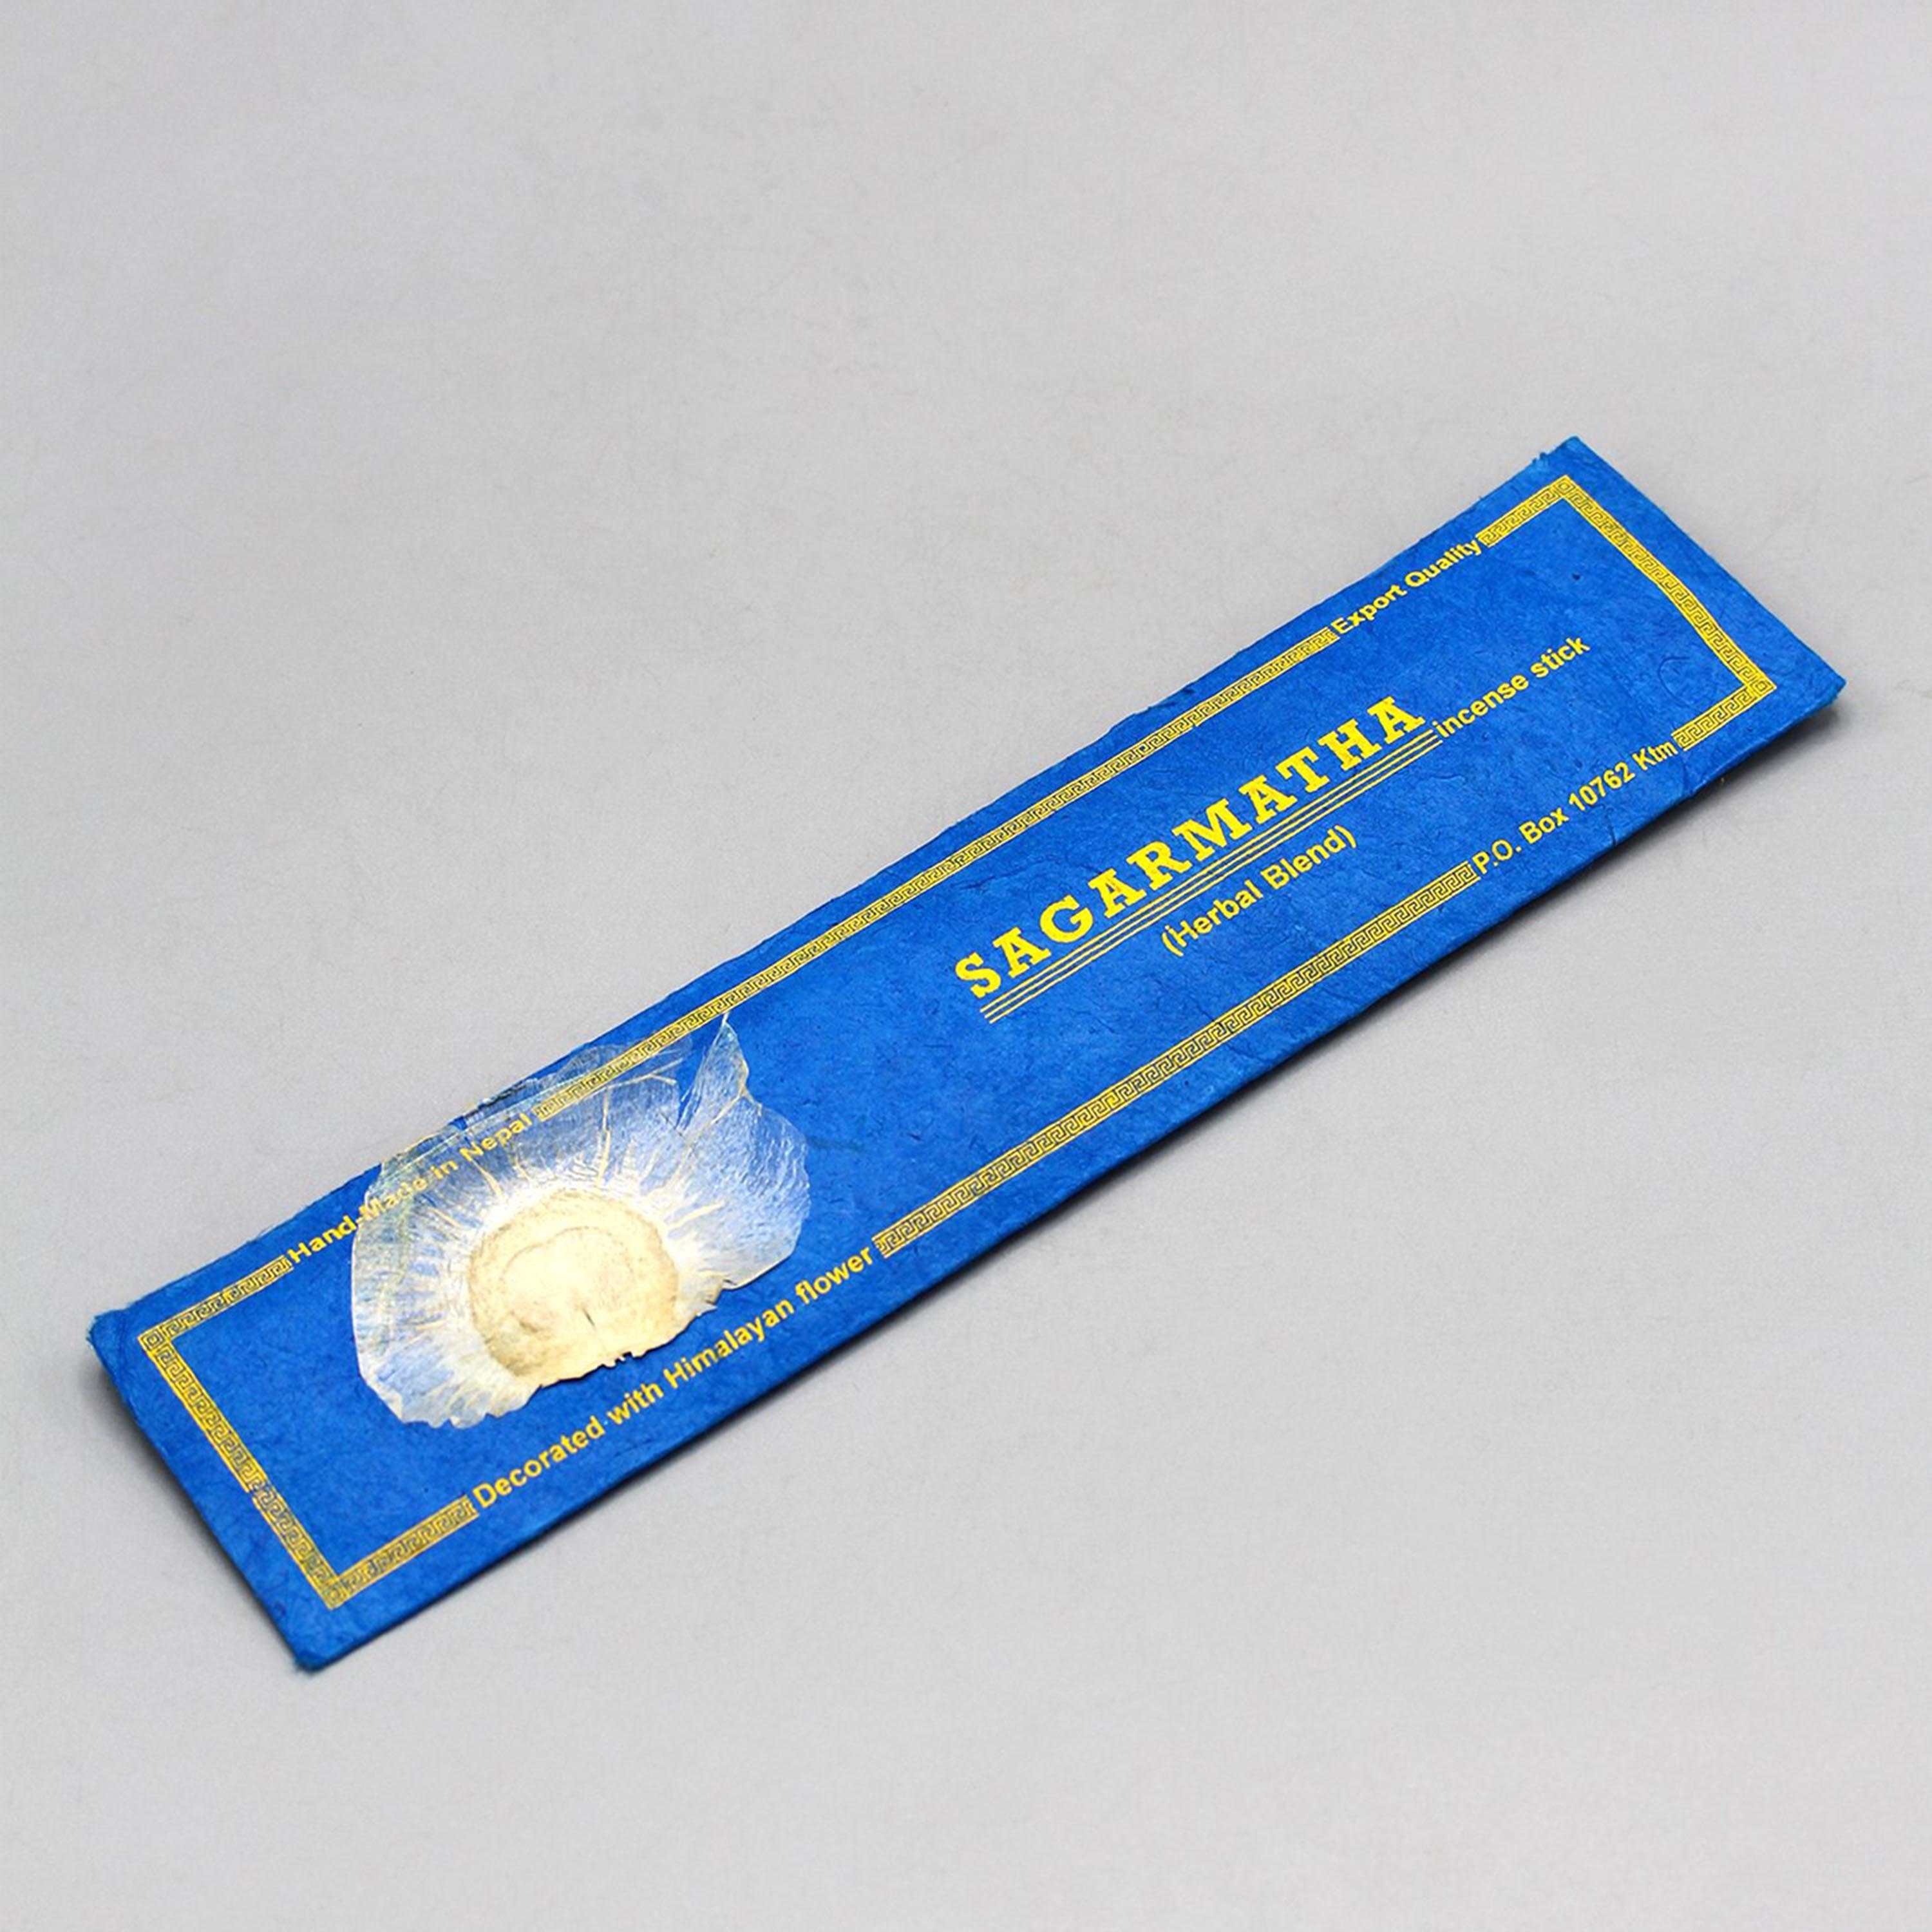 Hand-Made in Nepal
Export Quality
SAGARMATHA incense stick
(Herbal Blend)
Decorated with Himalayan flower
P.O. Box 10762 Ktm